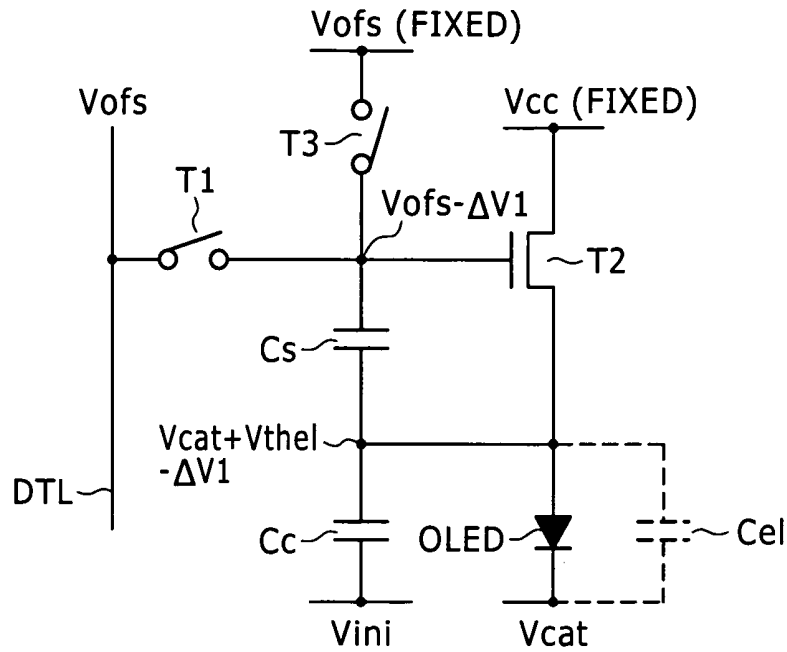 Vofs (FIXED)
Vofs
Vcc (FIXED)
T3
T1
Vofs-ΔV1
T2
Cs
Vcat+Vthel
-ΔV1
DTL
Cc
OLED
Cel
Vini
Vcat